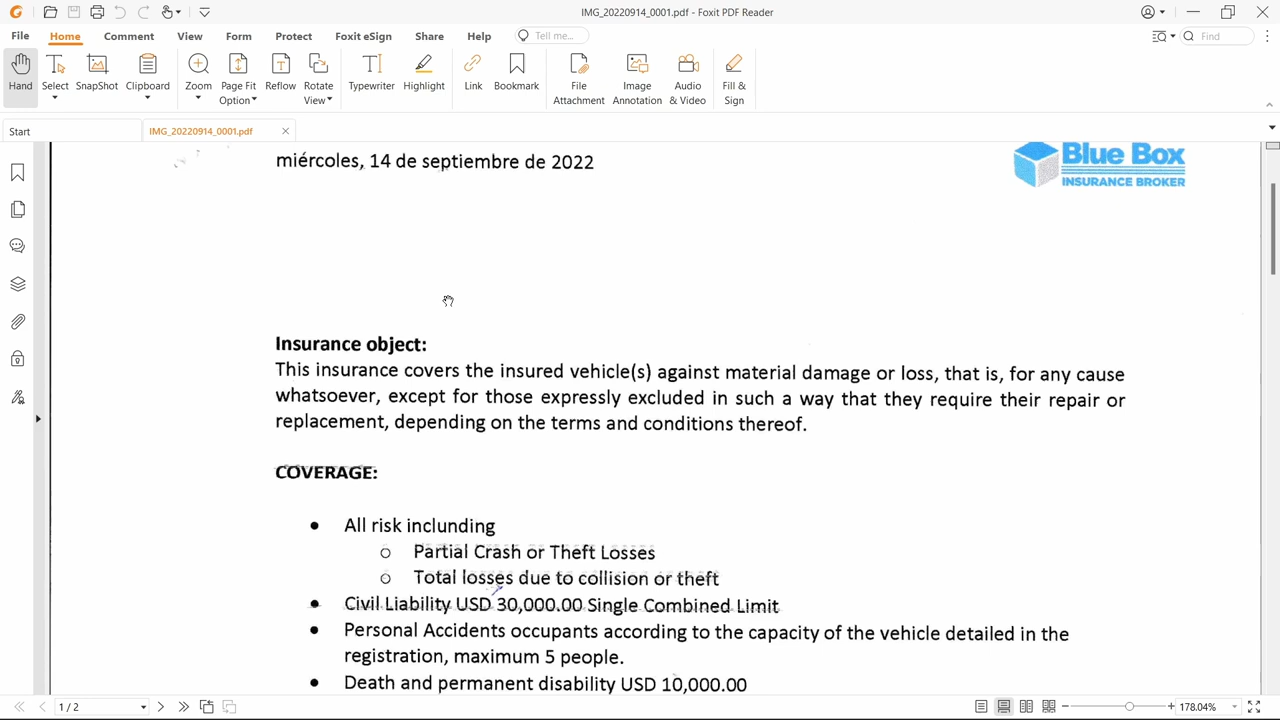 IMG_20220914_0001.pdf - Foxit PDF Reader
File Home Comment View Form Protect Foxit eSign Share Help Tell me... Find
Hand Select SnapShot Clipboard Zoom Page Fit Option Reflow Rotate View Typewriter Highlight Link Bookmark File Attachment Image Annotation Audio & Video Fill & Sign
Start IMG_20220914_0001.pdf
miércoles, 14 de septiembre de 2022
Blue Box
INSURANCE BROKER
Insurance object:
This insurance covers the insured vehicle(s) against material damage or loss, that is, for any cause
whatsoever, except for those expressly excluded in such a way that they require their repair or
replacement, depending on the terms and conditions thereof.
COVERAGE:
All risk inclunding
Partial Crash or Theft Losses
Total losses due to collision or theft
Civil Liability USD 30,000.00 Single Combined Limit
Personal Accidents occupants according to the capacity of the vehicle detailed in the
registration, maximum 5 people.
Death and permanent disability USD 10,000.00
1 / 2 178.04%